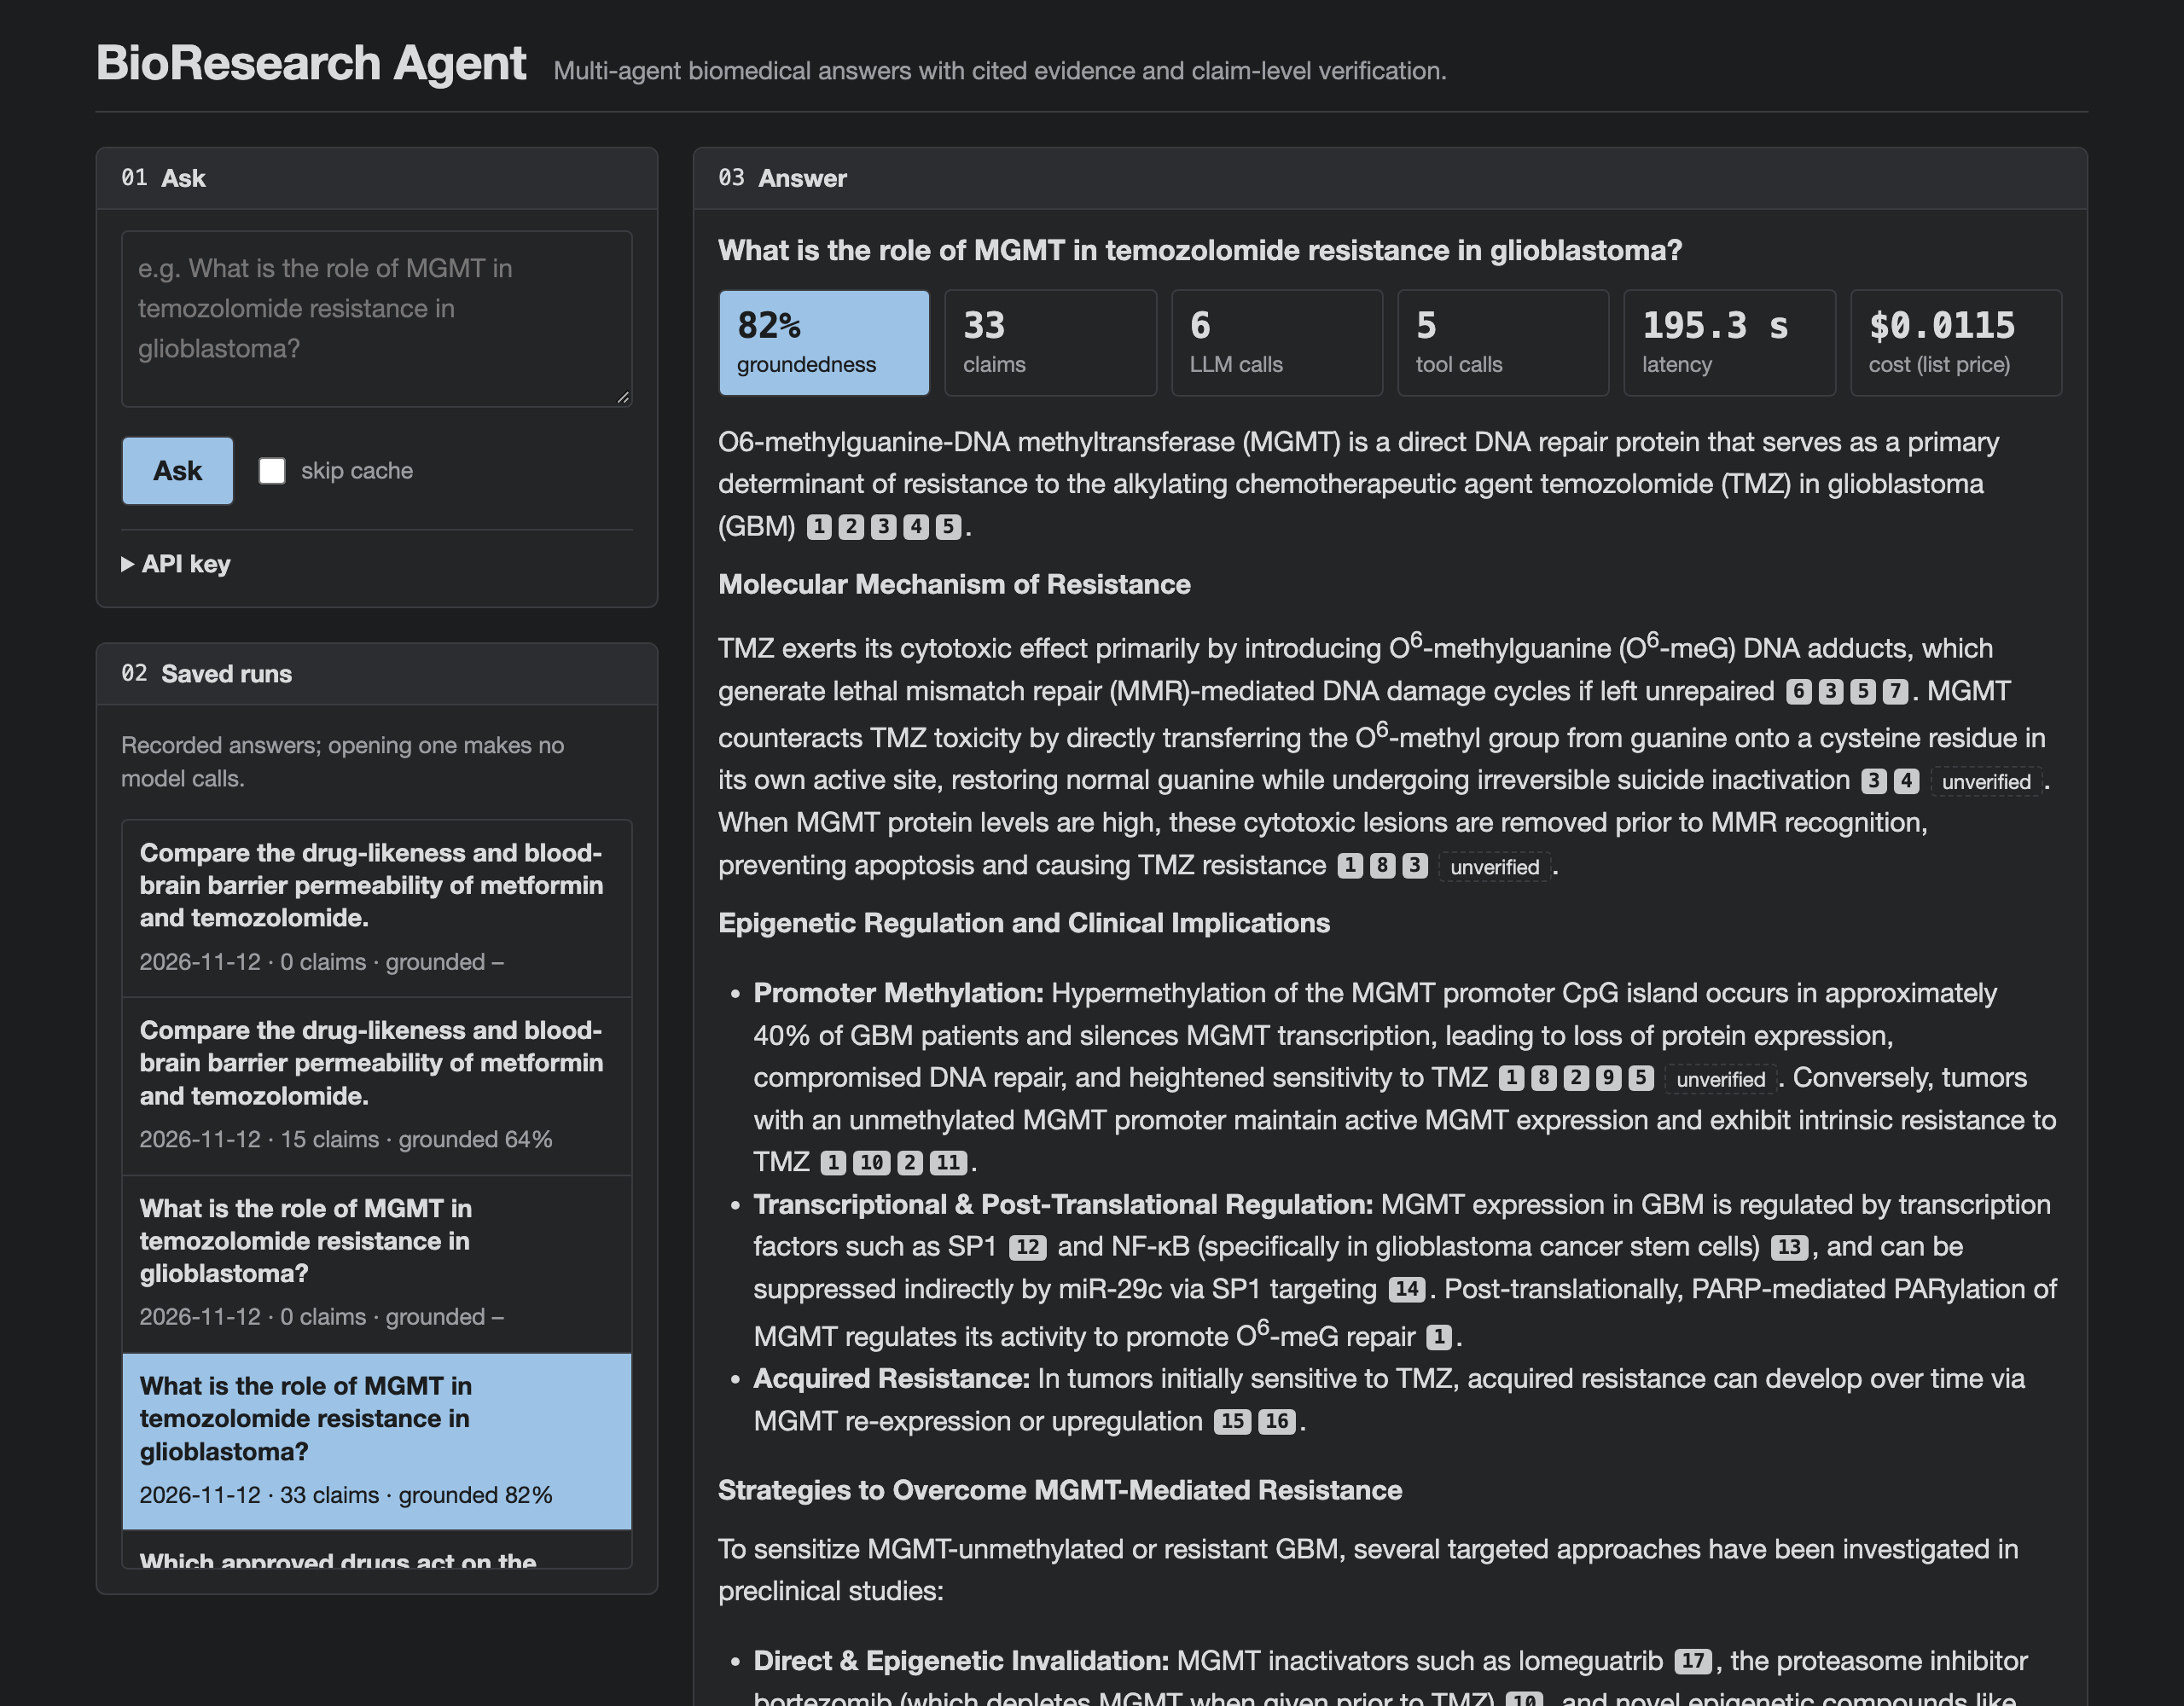 BioResearch Agent Multi-agent biomedical answers with cited evidence and claim-level verification.
01 Ask
e.g. What is the role of MGMT in
temozolomide resistance in
glioblastoma?
Ask skip cache
▶ API key
02 Saved runs
Recorded answers; opening one makes no
model calls.
Compare the drug-likeness and blood-
brain barrier permeability of metformin
and temozolomide.
2026-11-12 · 0 claims · grounded –
Compare the drug-likeness and blood-
brain barrier permeability of metformin
and temozolomide.
2026-11-12 · 15 claims · grounded 64%
What is the role of MGMT in
temozolomide resistance in
glioblastoma?
2026-11-12 · 0 claims · grounded –
What is the role of MGMT in
temozolomide resistance in
glioblastoma?
2026-11-12 · 33 claims · grounded 82%
Which approved drugs act on the
03 Answer
What is the role of MGMT in temozolomide resistance in glioblastoma?
82% 33 6 5 195.3 s $0.0115
groundedness claims LLM calls tool calls latency cost (list price)
O6-methylguanine-DNA methyltransferase (MGMT) is a direct DNA repair protein that serves as a primary
determinant of resistance to the alkylating chemotherapeutic agent temozolomide (TMZ) in glioblastoma
(GBM) 1 2 3 4 5 .
Molecular Mechanism of Resistance
TMZ exerts its cytotoxic effect primarily by introducing O⁶-methylguanine (O⁶-meG) DNA adducts, which
generate lethal mismatch repair (MMR)-mediated DNA damage cycles if left unrepaired 6 3 5 7 . MGMT
counteracts TMZ toxicity by directly transferring the O⁶-methyl group from guanine onto a cysteine residue in
its own active site, restoring normal guanine while undergoing irreversible suicide inactivation 3 4 unverified .
When MGMT protein levels are high, these cytotoxic lesions are removed prior to MMR recognition,
preventing apoptosis and causing TMZ resistance 1 8 3 unverified .
Epigenetic Regulation and Clinical Implications
• Promoter Methylation: Hypermethylation of the MGMT promoter CpG island occurs in approximately
40% of GBM patients and silences MGMT transcription, leading to loss of protein expression,
compromised DNA repair, and heightened sensitivity to TMZ 1 8 2 9 5 unverified . Conversely, tumors
with an unmethylated MGMT promoter maintain active MGMT expression and exhibit intrinsic resistance to
TMZ 1 10 2 11 .
• Transcriptional & Post-Translational Regulation: MGMT expression in GBM is regulated by transcription
factors such as SP1 12 and NF-κB (specifically in glioblastoma cancer stem cells) 13 , and can be
suppressed indirectly by miR-29c via SP1 targeting 14 . Post-translationally, PARP-mediated PARylation of
MGMT regulates its activity to promote O⁶-meG repair 1 .
• Acquired Resistance: In tumors initially sensitive to TMZ, acquired resistance can develop over time via
MGMT re-expression or upregulation 15 16 .
Strategies to Overcome MGMT-Mediated Resistance
To sensitize MGMT-unmethylated or resistant GBM, several targeted approaches have been investigated in
preclinical studies:
• Direct & Epigenetic Invalidation: MGMT inactivators such as lomeguatrib 17 , the proteasome inhibitor
bortezomib (which depletes MGMT when given prior to TMZ) 10 , and novel epigenetic compounds like